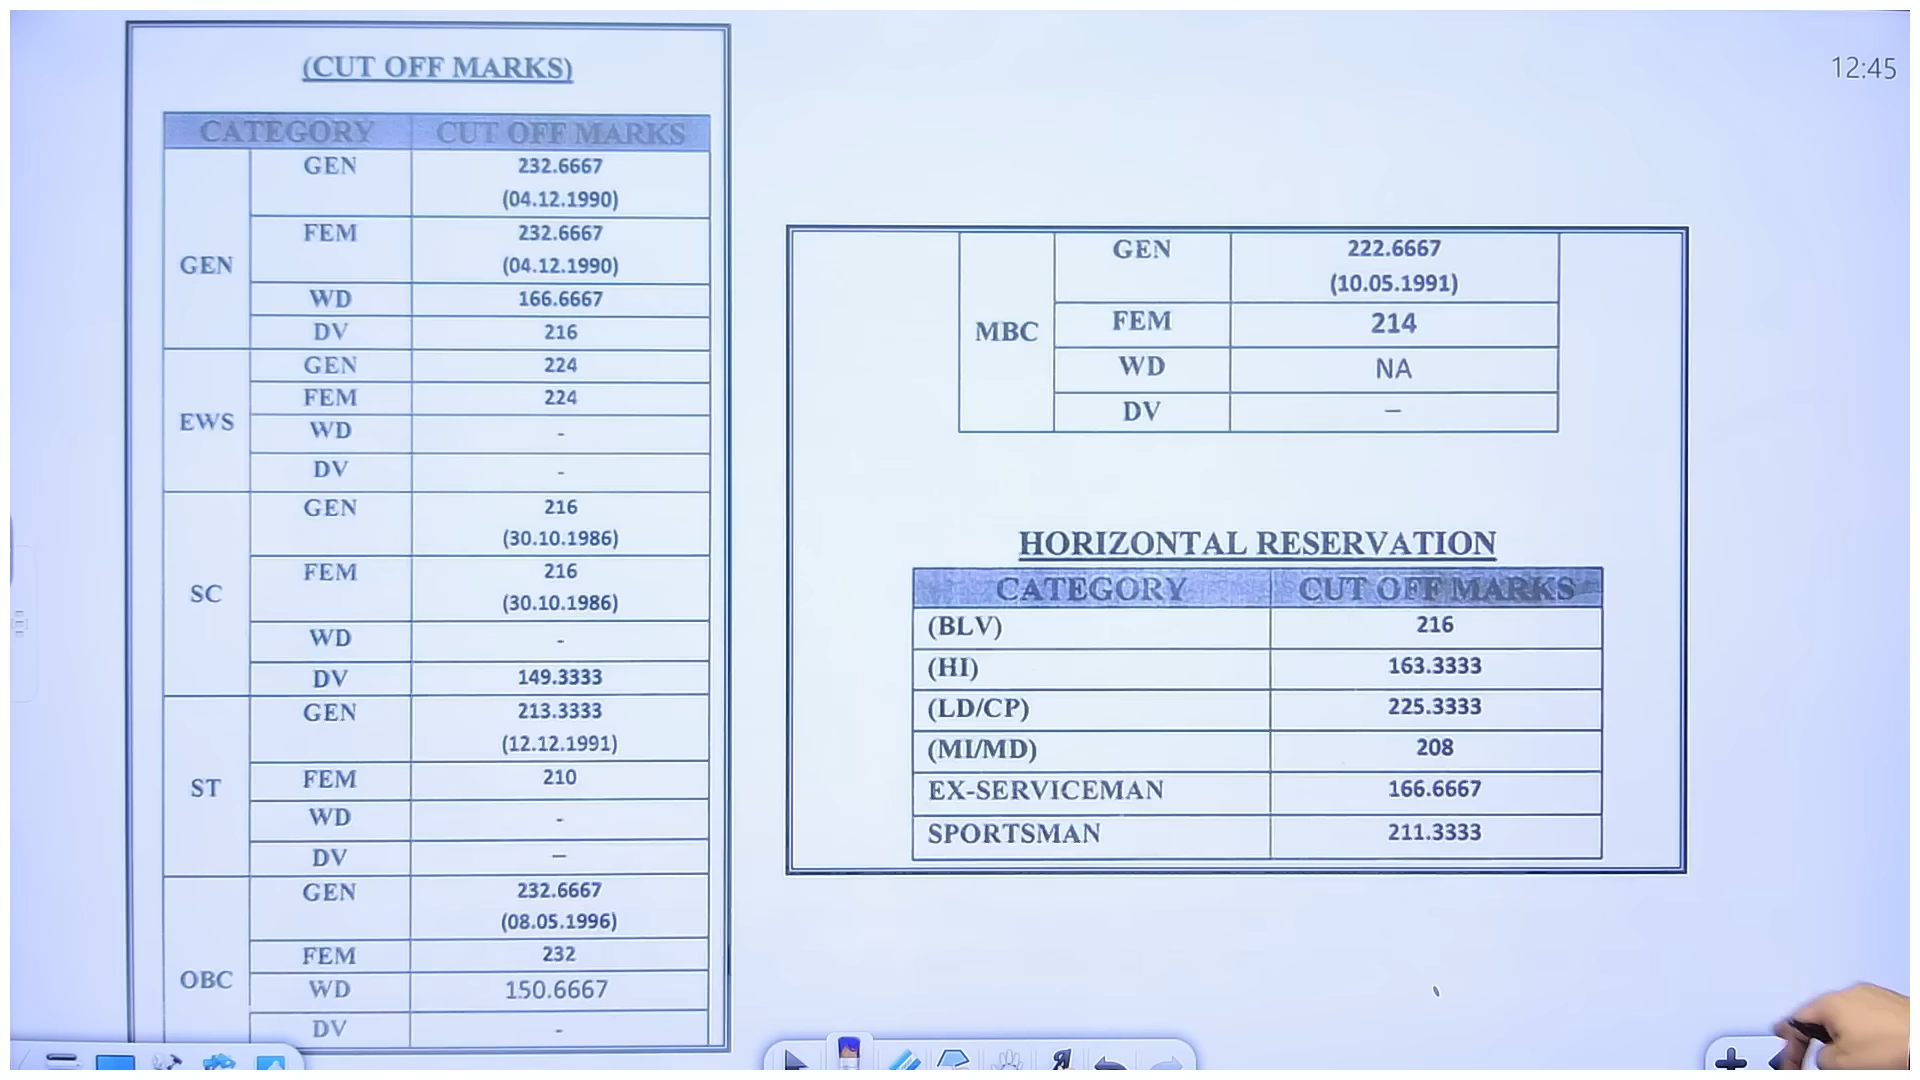 (CUT OFF MARKS)
CATEGORY CUT OFF MARKS
GEN
GEN 232.6667
(04.12.1990)
FEM 232.6667
(04.12.1990)
WD 166.6667
DV 216
EWS
GEN 224
FEM 224
WD -
DV -
SC
GEN 216
(30.10.1986)
FEM 216
(30.10.1986)
WD -
DV 149.3333
ST
GEN 213.3333
(12.12.1991)
FEM 210
WD -
DV –
OBC
GEN 232.6667
(08.05.1996)
FEM 232
WD 150.6667
DV -
12:45
MBC
GEN 222.6667
(10.05.1991)
FEM 214
WD NA
DV –
HORIZONTAL RESERVATION
CATEGORY CUT OFF MARKS
(BLV) 216
(HI) 163.3333
(LD/CP) 225.3333
(MI/MD) 208
EX-SERVICEMAN 166.6667
SPORTSMAN 211.3333